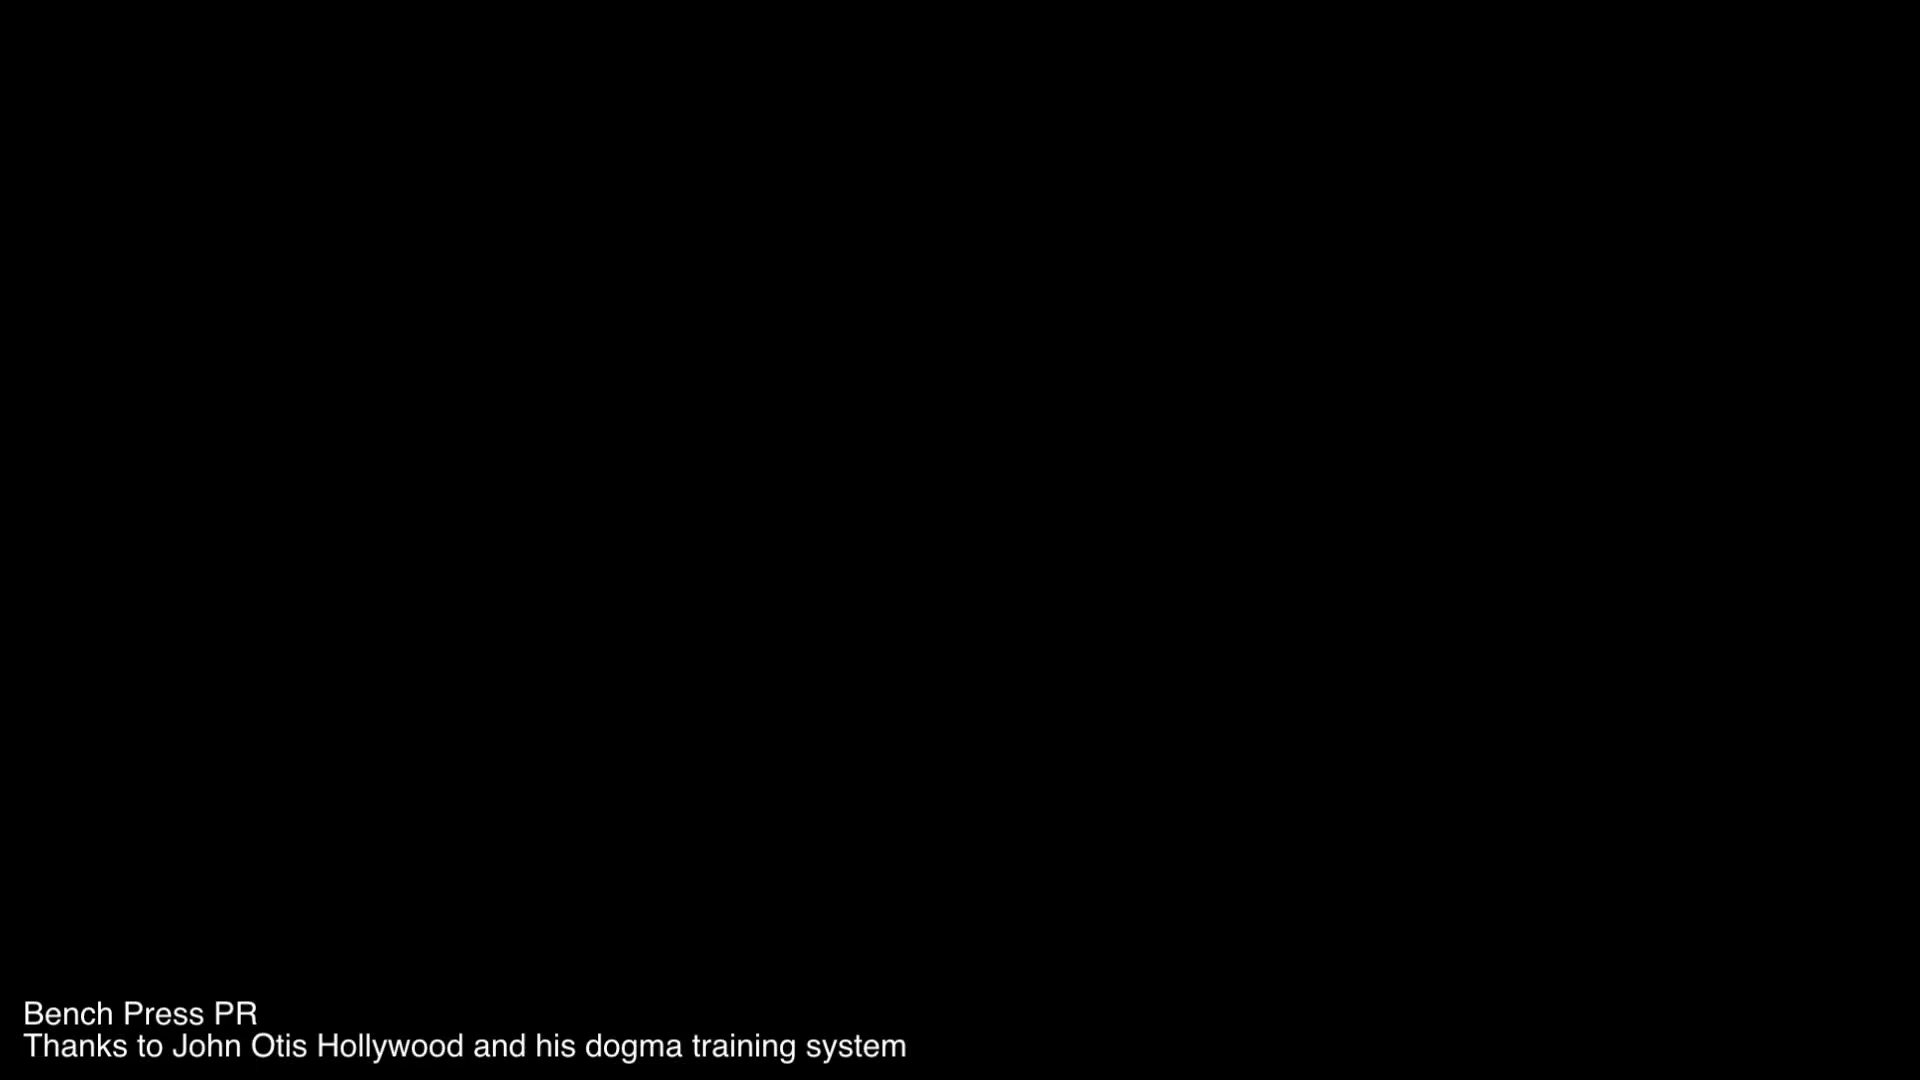 Bench Press PR
Thanks to John Otis Hollywood and his dogma training system